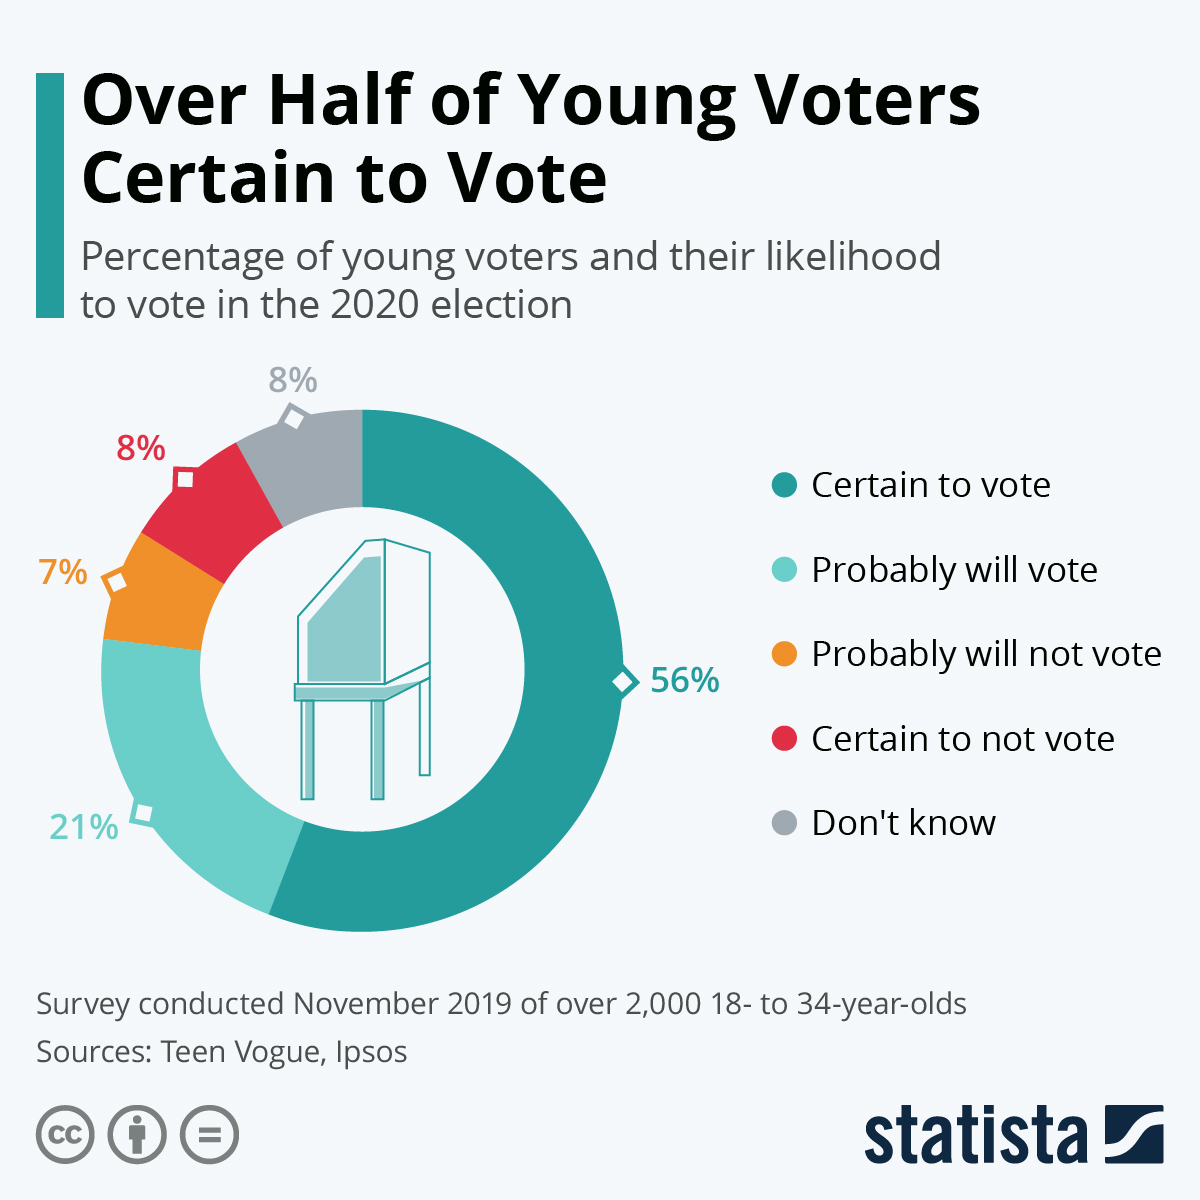 Over Half of Young Voters
Certain to Vote
Percentage of young voters and their likelihood
to vote in the 2020 election
8%
8%
7%
21%
56%
Certain to vote
Probably will vote
Probably will not vote
Certain to not vote
Don't know
Survey conducted November 2019 of over 2,000 18- to 34-year-olds
Sources: Teen Vogue, Ipsos
cc
statista